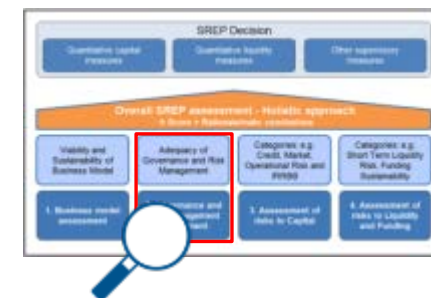 SREP Decision
Quantitative capital
measures
Quantitative liquidity
measures
Other supervisory
measures
Overall SREP assessment - Holistic approach
Viability and
Sustainability of
Business Model
Adequacy of
Governance and Risk
Management
Categories: e.g.
Credit, Market,
Operational Risk and
IRRBB
Categories: e.g.
Short Term Liquidity
Risk, Funding
Sustainability
1. Business model
assessment
3. Assessment of
risks to Capital
4. Assessment of
risks to Liquidity
and Funding